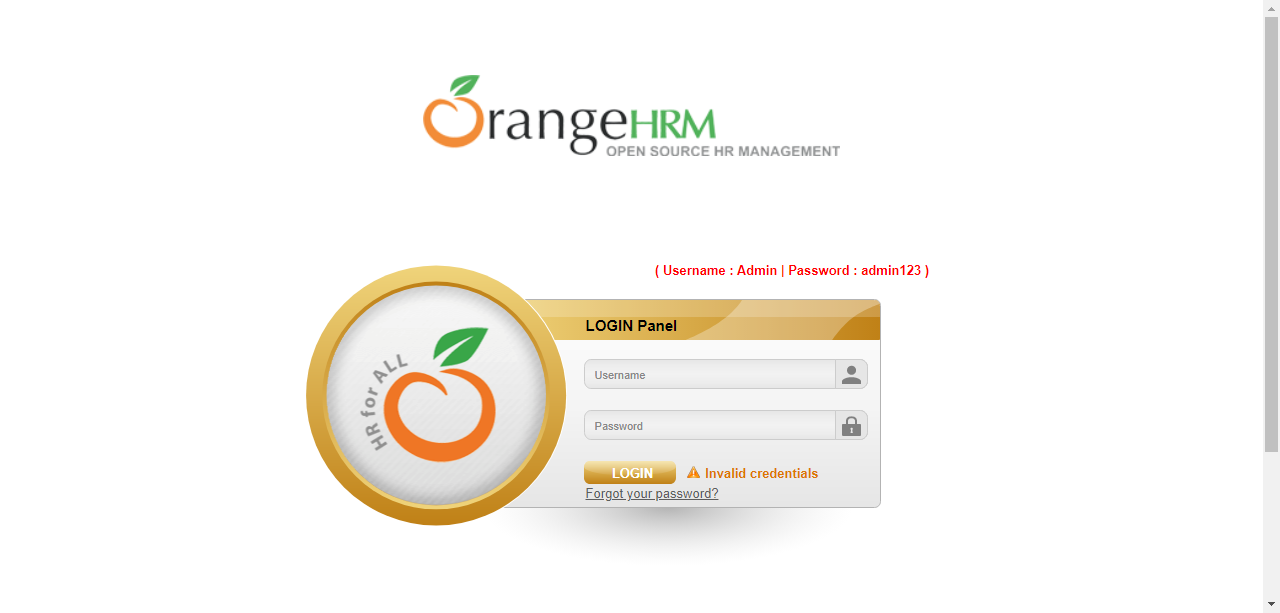 OrangeHRM
OPEN SOURCE HR MANAGEMENT
( Username : Admin | Password : admin123 )
LOGIN Panel
HR for ALL
Username
Password
LOGIN Invalid credentials
Forgot your password?